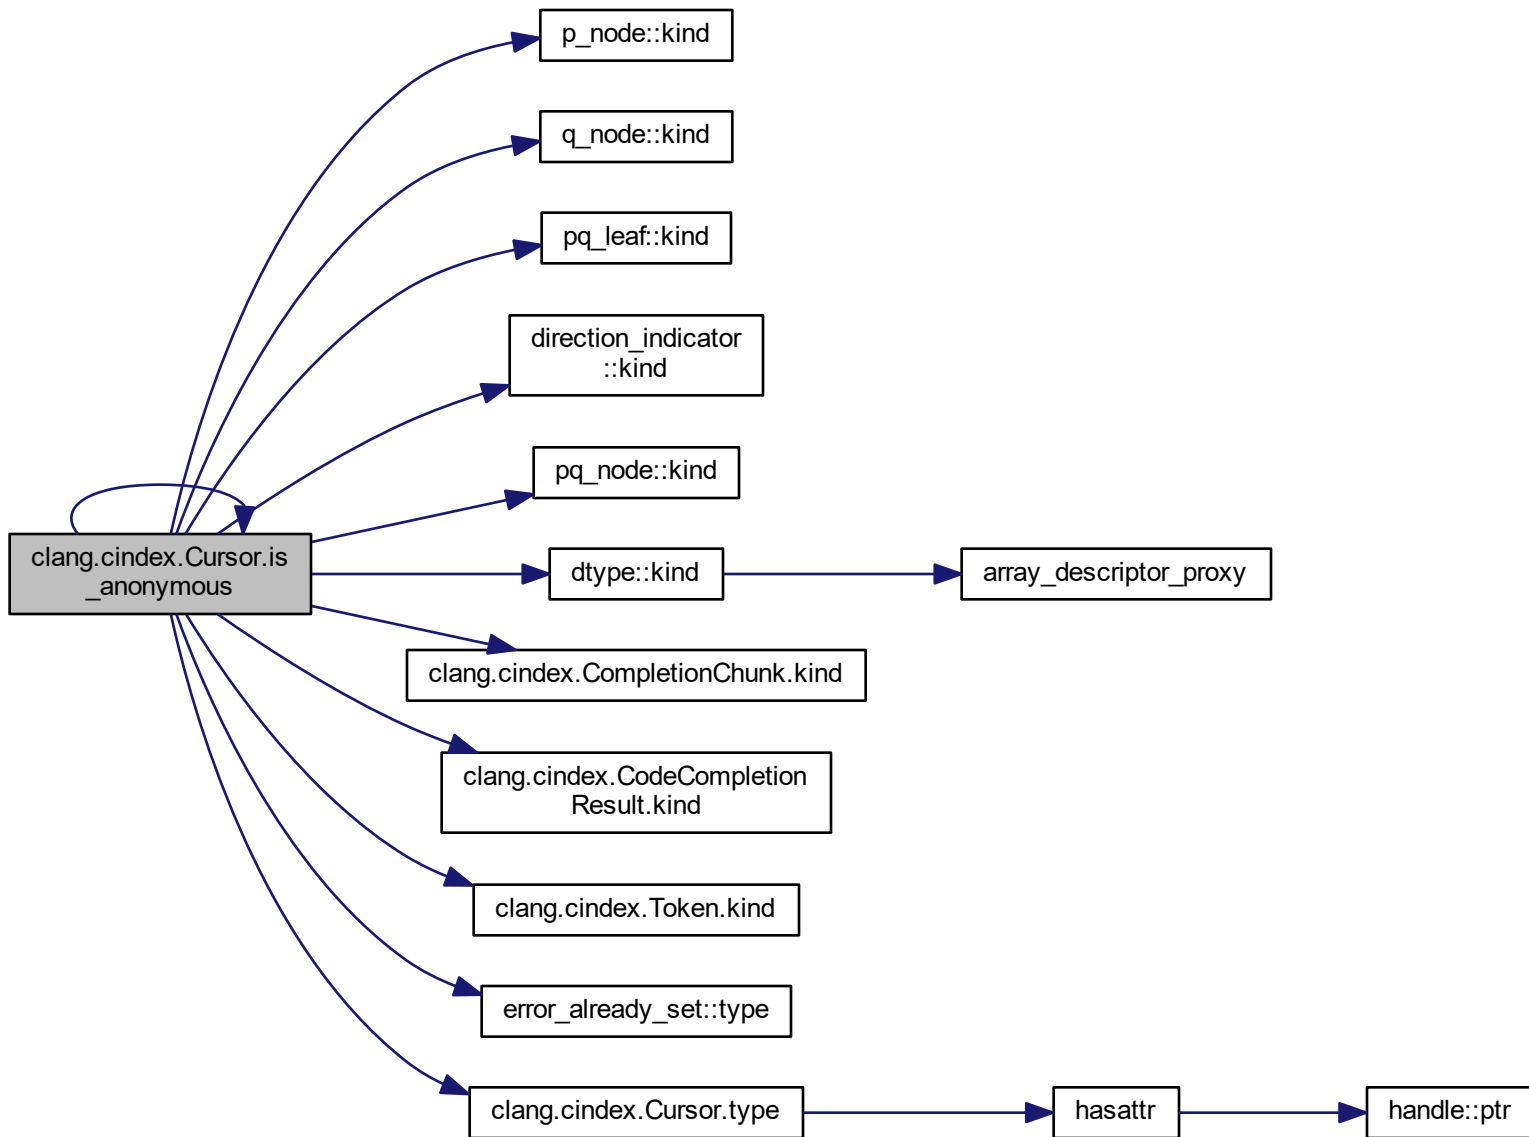 p_node::kind
q_node::kind
pq_leaf::kind
direction_indicator
::kind
pq_node::kind
clang.cindex.Cursor.is
_anonymous
dtype::kind
array_descriptor_proxy
clang.cindex.CompletionChunk.kind
clang.cindex.CodeCompletion
Result.kind
clang.cindex.Token.kind
error_already_set::type
clang.cindex.Cursor.type
hasattr
handle::ptr